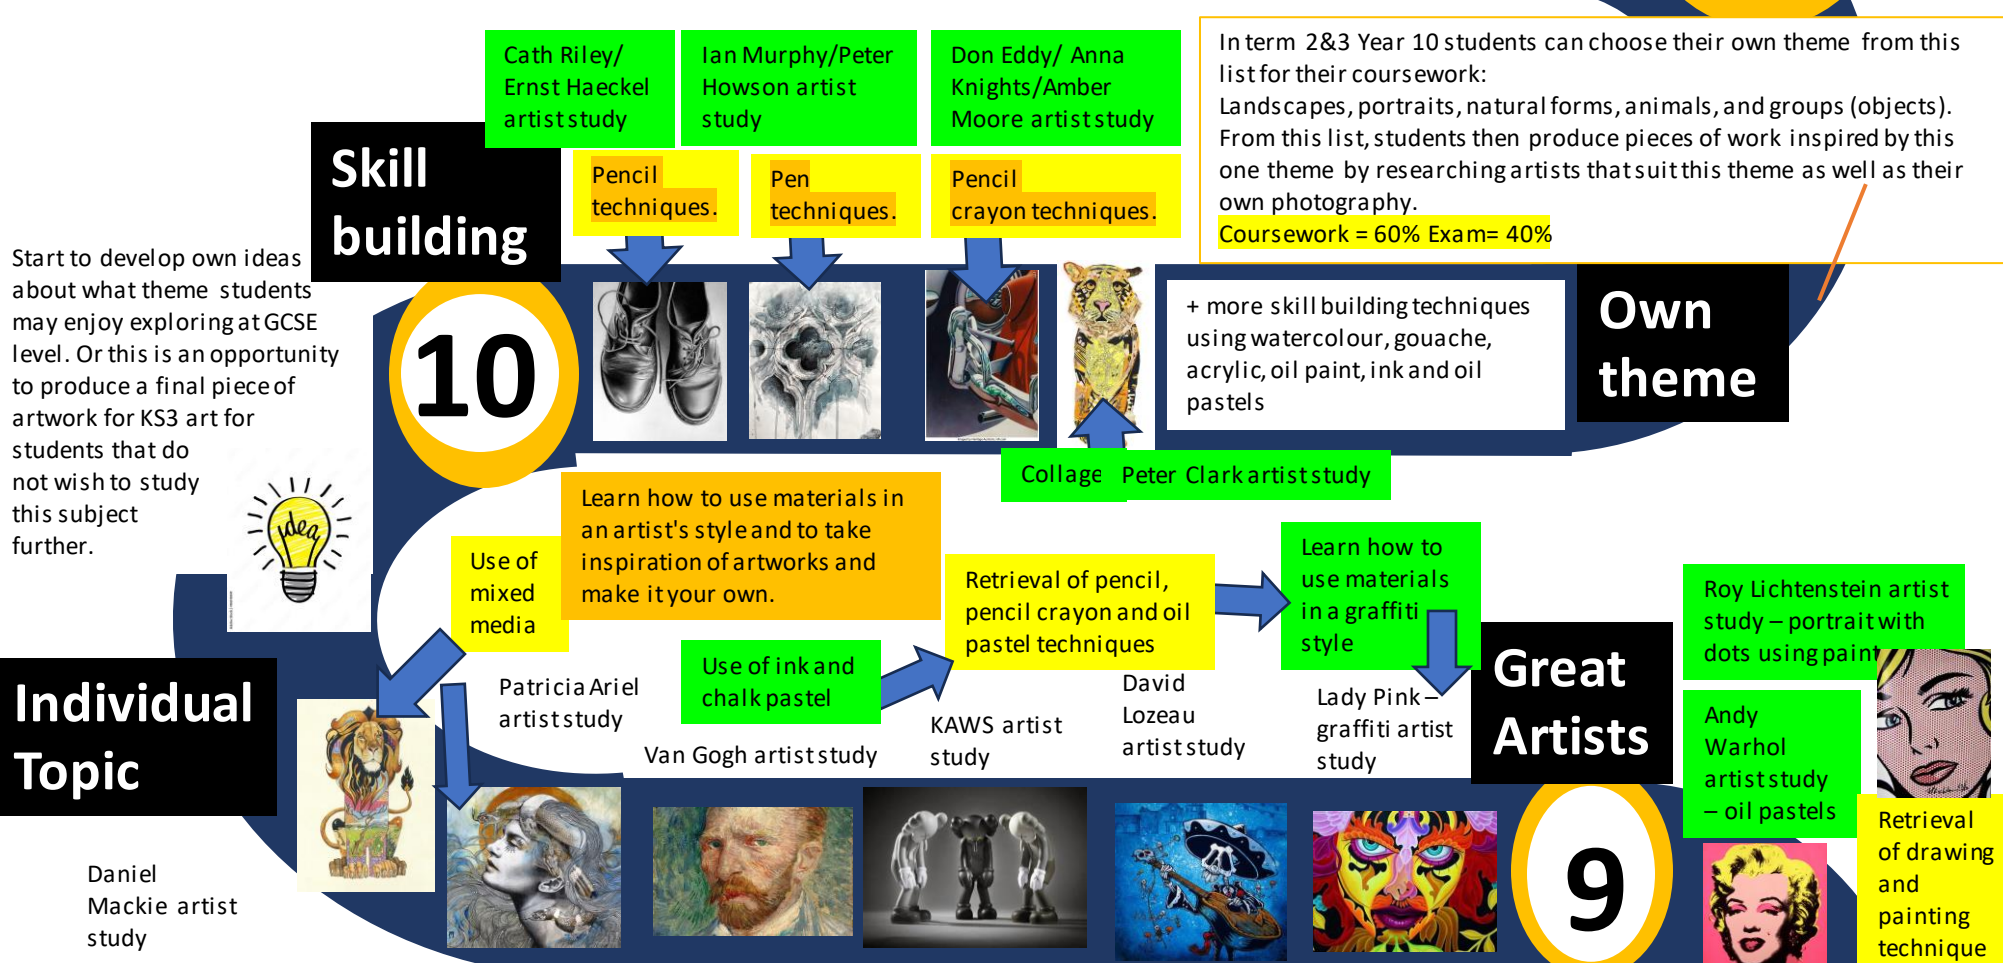 Cath Riley/
Ernst Haeckel
artist study
Ian Murphy/Peter
Howson artist
study
Don Eddy/ Anna
Knights/Amber
Moore artist study
In term 2&3 Year 10 students can choose their own theme from this
list for their coursework:
Landscapes, portraits, natural forms, animals, and groups (objects).
From this list, students then produce pieces of work inspired by this
one theme by researching artists that suit this theme as well as their
own photography.
Coursework = 60% Exam= 40%
Skill
building
Pencil
techniques.
Pen
techniques.
Pencil
crayon techniques.
Start to develop own ideas
about what theme students
may enjoy exploring at GCSE
level. Or this is an opportunity
to produce a final piece of
artwork for KS3 art for
students that do
not wish to study
this subject
further.
idea
10
+ more skill building techniques
using watercolour, gouache,
acrylic, oil paint, ink and oil
pastels
Own
theme
Collage
Peter Clark artist study
Use of
mixed
media
Learn how to use materials in
an artist's style and to take
inspiration of artworks and
make it your own.
Retrieval of pencil,
pencil crayon and oil
pastel techniques
Learn how to
use materials
in a graffiti
style
Roy Lichtenstein artist
study – portrait with
dots using paint
Individual
Topic
Patricia Ariel
artist study
Use of ink and
chalk pastel
Van Gogh artist study
KAWS artist
study
David
Lozeau
artist study
Lady Pink –
graffiti artist
study
Great
Artists
Andy
Warhol
artist study
– oil pastels
Retrieval
of drawing
and
painting
technique
Daniel
Mackie artist
study
9